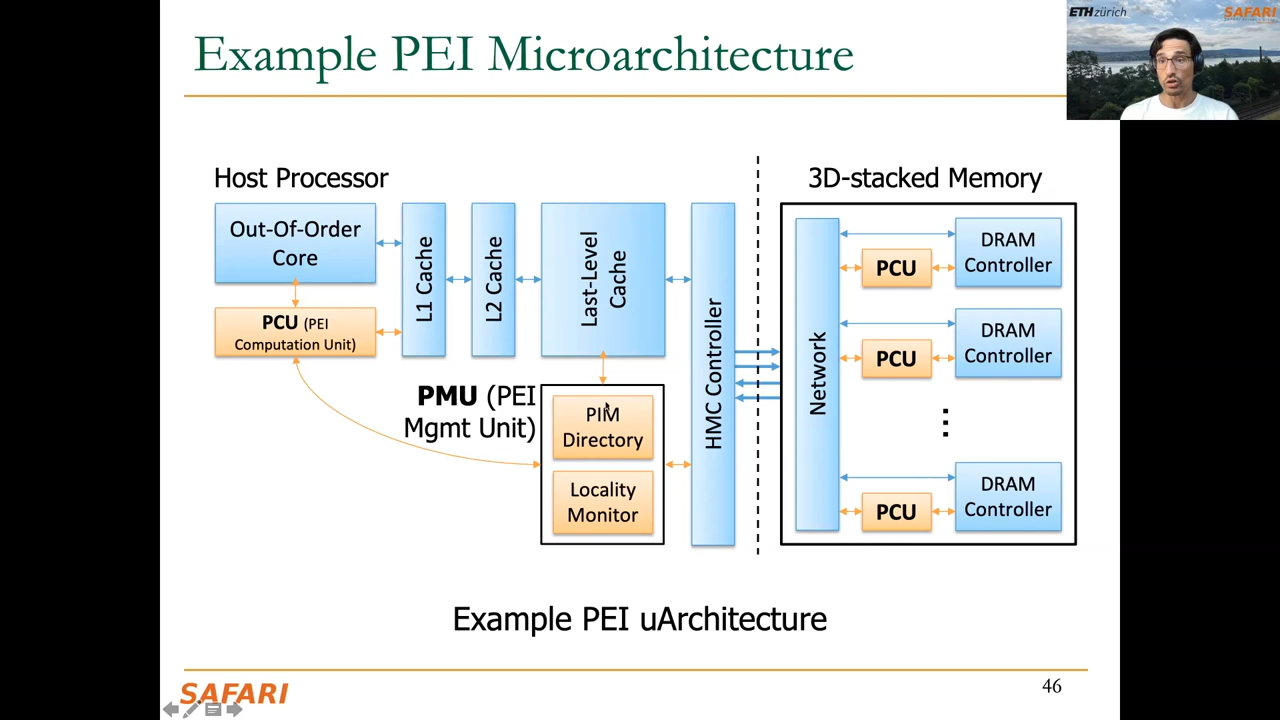 Example PEI Microarchitecture
ETHzürich
SAFARI
Host Processor
3D-stacked Memory
Out-Of-Order
Core
PCU (PEI
Computation Unit)
L1 Cache
L2 Cache
Last-Level
Cache
PMU (PEI
Mgmt Unit)
PIM
Directory
Locality
Monitor
HMC Controller
Network
PCU
DRAM
Controller
PCU
DRAM
Controller
PCU
DRAM
Controller
Example PEI uArchitecture
SAFARI
46